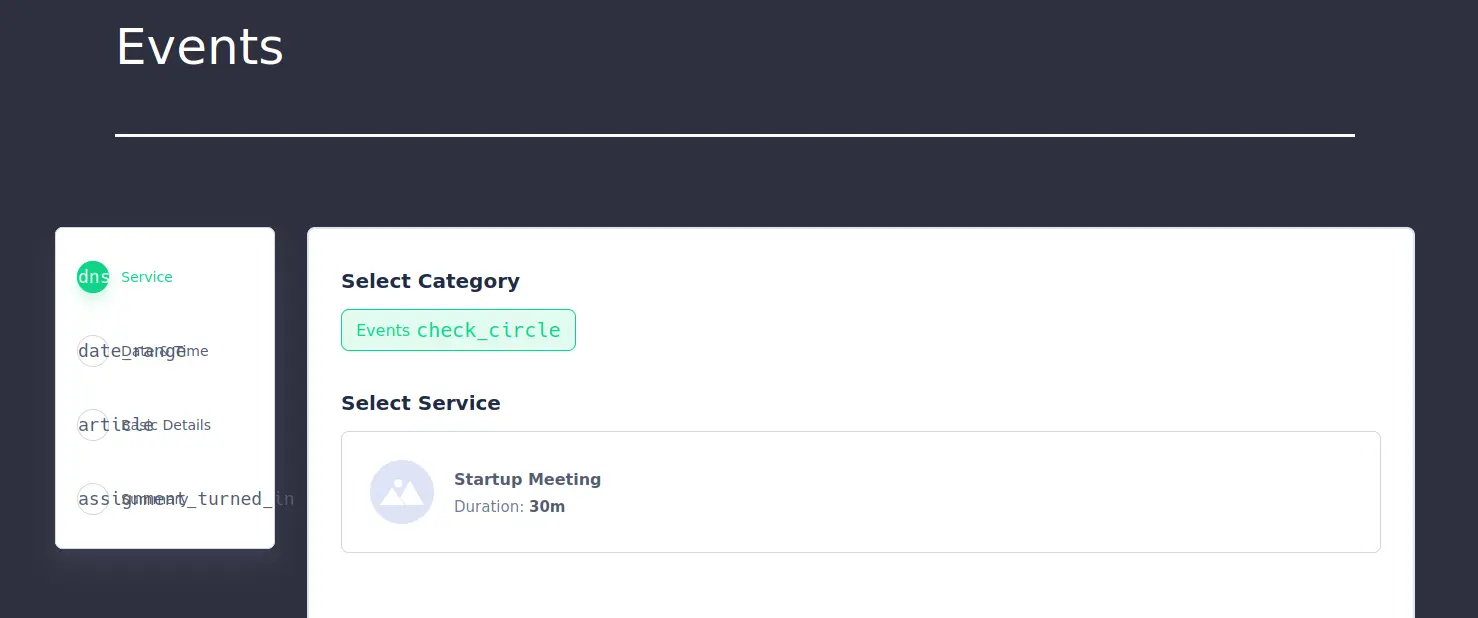 Events
dns Service
date_range Date & Time
article Basic Details
assignment_turned_in Summary
Select Category
Events check_circle
Select Service
Startup Meeting
Duration: 30m